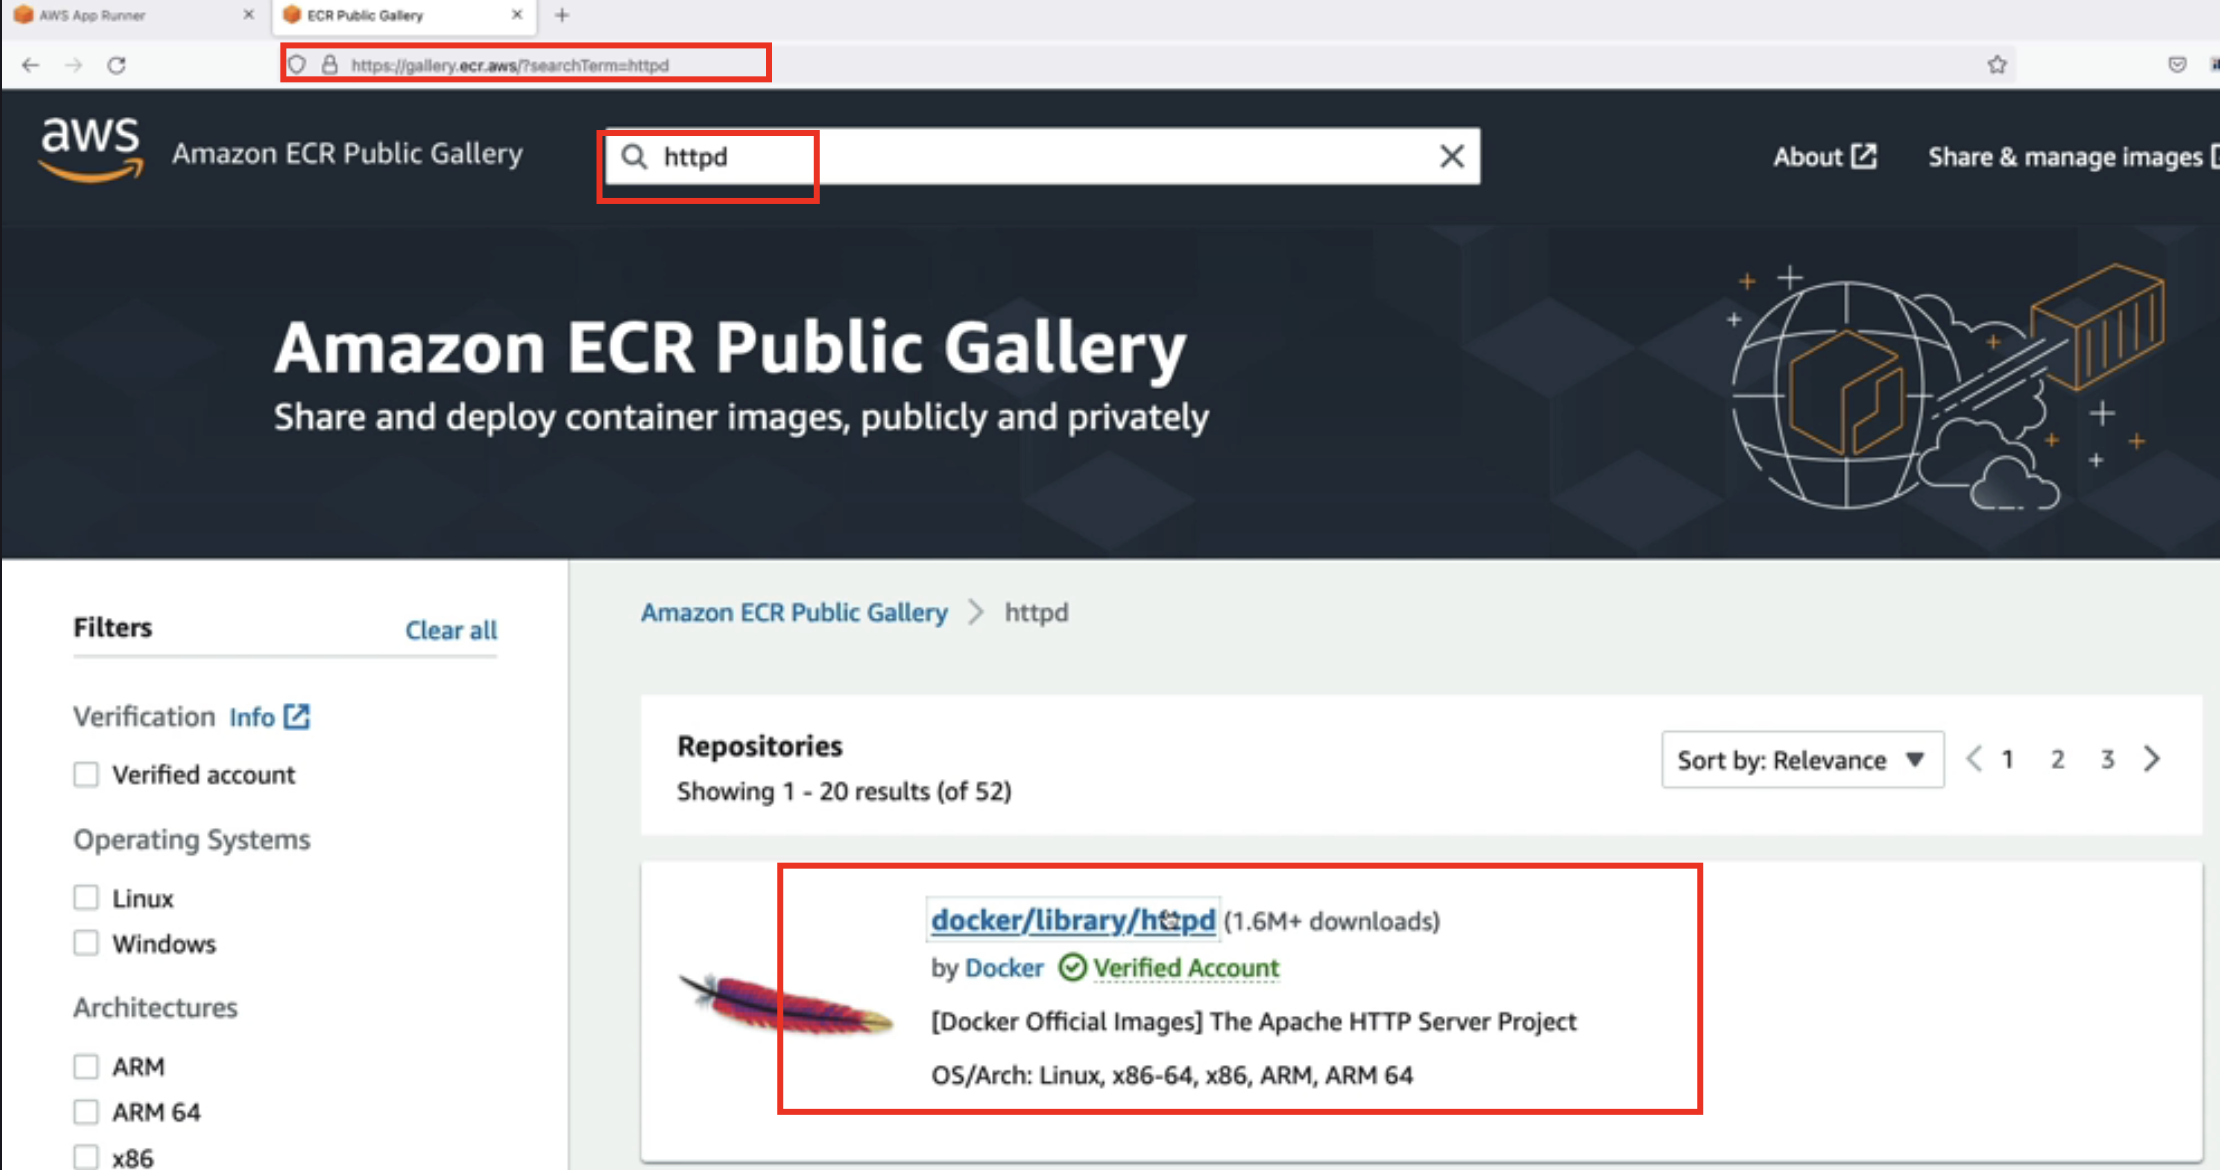 AWS App Runner
ECR Public Gallery
https://gallery.ecr.aws/?searchTerm=httpd
aws
Amazon ECR Public Gallery
httpd
About
Share & manage images
Amazon ECR Public Gallery
Share and deploy container images, publicly and privately
Filters
Clear all
Verification Info
Verified account
Operating Systems
Linux
Windows
Architectures
ARM
ARM 64
x86
Amazon ECR Public Gallery > httpd
Repositories
Showing 1 - 20 results (of 52)
Sort by: Relevance
1 2 3
docker/library/httpd (1.6M+ downloads)
by Docker Verified Account
[Docker Official Images] The Apache HTTP Server Project
OS/Arch: Linux, x86-64, x86, ARM, ARM 64